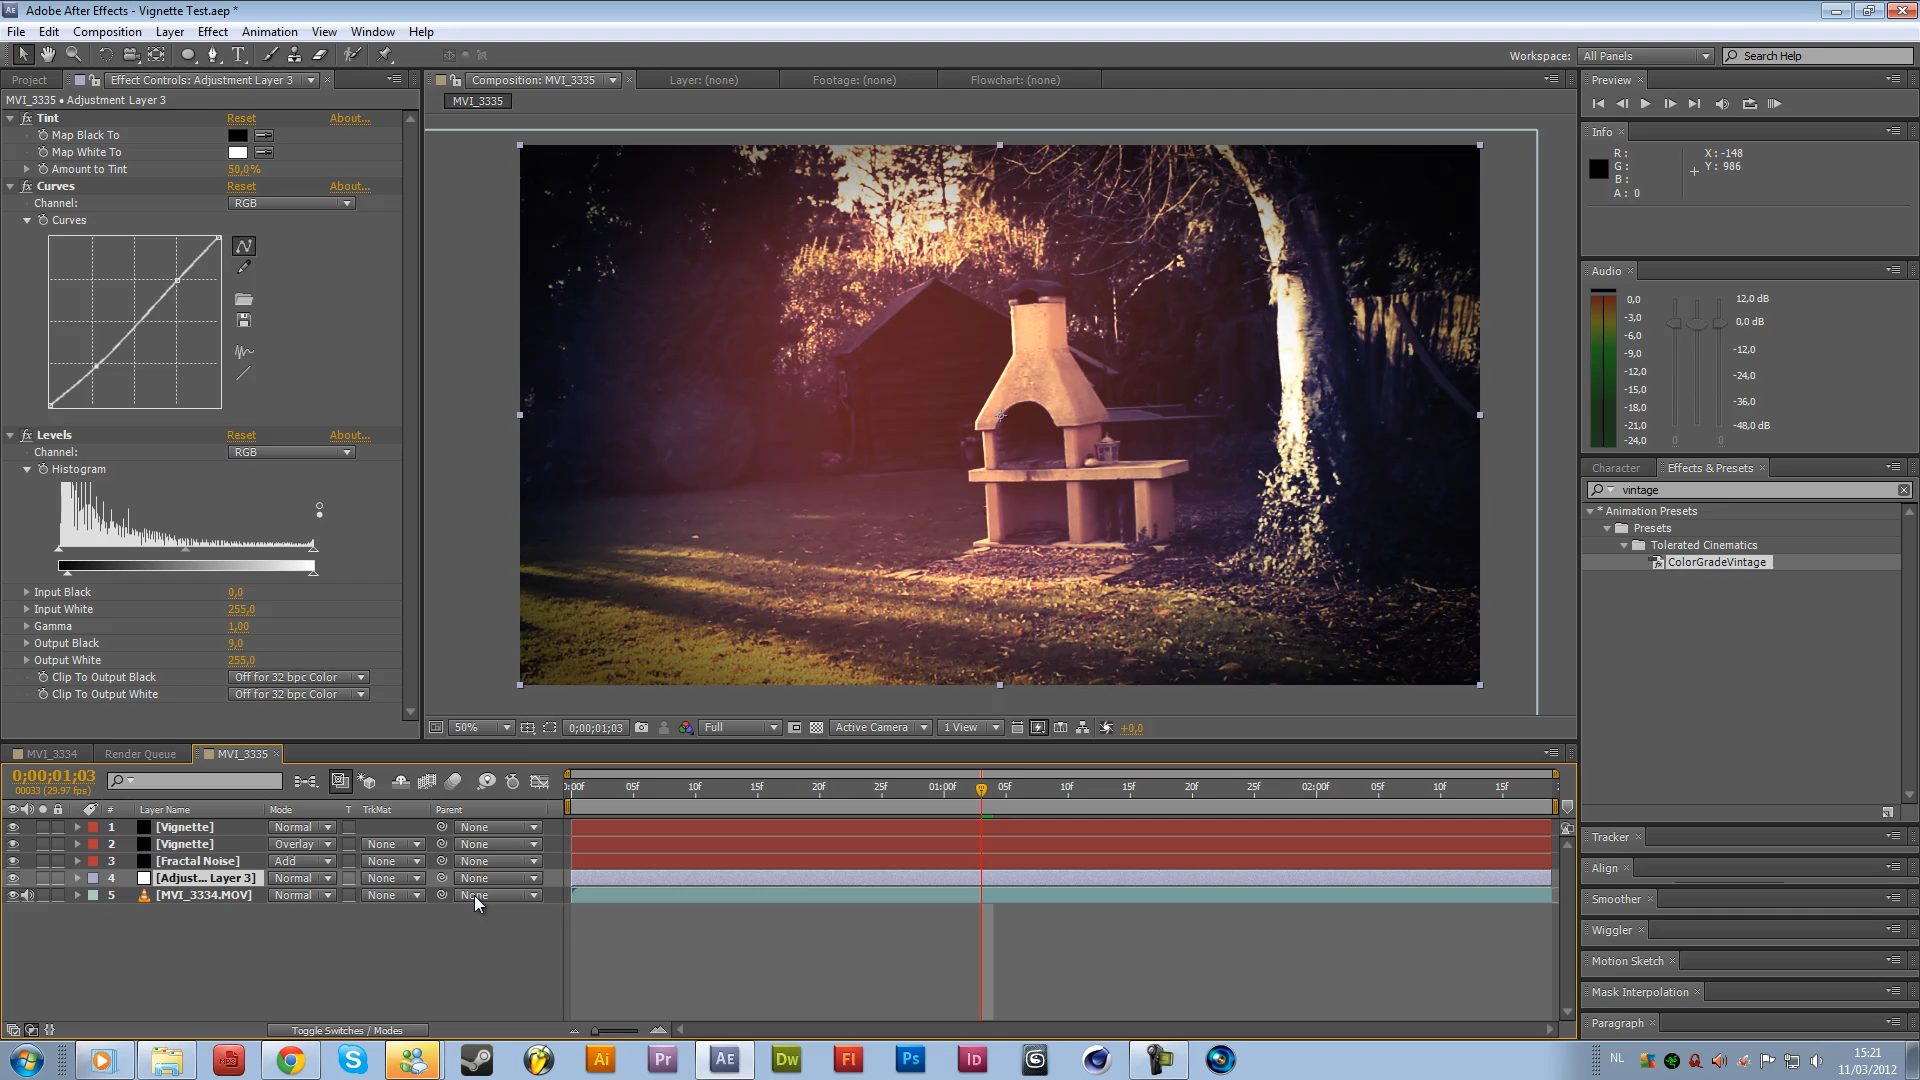 Adobe After Effects - Vignette Test.aep *
File Edit Composition Layer Effect Animation View Window Help
Workspace: All Panels Search Help
Project Effect Controls: Adjustment Layer 3
MVI_3335 • Adjustment Layer 3
fx Tint Reset About...
Map Black To
Map White To
Amount to Tint 50,0%
fx Curves Reset About...
Channel: RGB
Curves
fx Levels Reset About...
Channel: RGB
Histogram
Input Black 0,0
Input White 255,0
Gamma 1,00
Output Black 9,0
Output White 255,0
Clip To Output Black Off for 32 bpc Color
Clip To Output White Off for 32 bpc Color
Composition: MVI_3335 Layer: (none) Footage: (none) Flowchart: (none)
MVI_3335
50% 0;00;01;03 Full Active Camera 1 View +0,0
Preview
Info
R: X: -148
G: Y: 986
B:
A: 0
Audio
0,0 12,0 dB
-3,0 0,0 dB
-6,0
-9,0 -12,0
-12,0
-15,0 -24,0
-18,0 -36,0
-21,0
-24,0 0 0 -48,0 dB
Character Effects & Presets
vintage
* Animation Presets
Presets
Tolerated Cinematics
ColorGradeVintage
Tracker
Align
Smoother
Wiggler
Motion Sketch
Mask Interpolation
Paragraph
MVI_3334 Render Queue MVI_3335
0;00;01;03
00033 (29.97 fps)
0:00f 05f 10f 15f 20f 25f 01:00f 05f 10f 15f 20f 25f 02:00f 05f 10f 15f
# Layer Name Mode T TrkMat Parent
1 [Vignette] Normal None
2 [Vignette] Overlay None None
3 [Fractal Noise] Add None None
4 [Adjust... Layer 3] Normal None None
5 [MVI_3334.MOV] Normal None None
Toggle Switches / Modes
MP3 Ai Pr Ae Dw Fl Ps Id
NL 15:21
11/03/2012